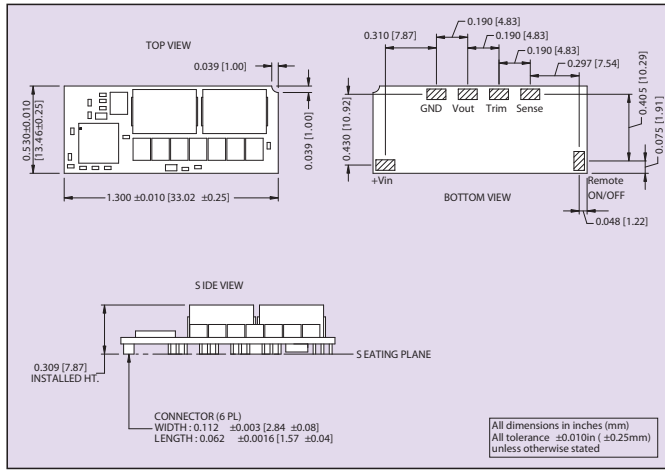 TOP VIEW
0.039 [1.00]
0.039 [1.00]
0.530±0.010
[13.46±0.25]
1.300 ±0.010 [33.02 ±0.25]
0.190 [4.83]
0.310 [7.87]
0.190 [4.83]
0.190 [4.83]
0.297 [7.54]
0.405 [10.29]
0.075 [1.91]
0.430 [10.92]
GND Vout Trim Sense
+Vin
Remote
ON/OFF
BOTTOM VIEW
0.048 [1.22]
S IDE VIEW
0.309 [7.87]
INSTALLED HT.
S EATING PLANE
CONNECTOR (6 PL)
WIDTH : 0.112 ±0.003 [2.84 ±0.08]
LENGTH : 0.062 ±0.0016 [1.57 ±0.04]
All dimensions in inches (mm)
All tolerance ±0.010in ( ±0.25mm)
unless otherwise stated